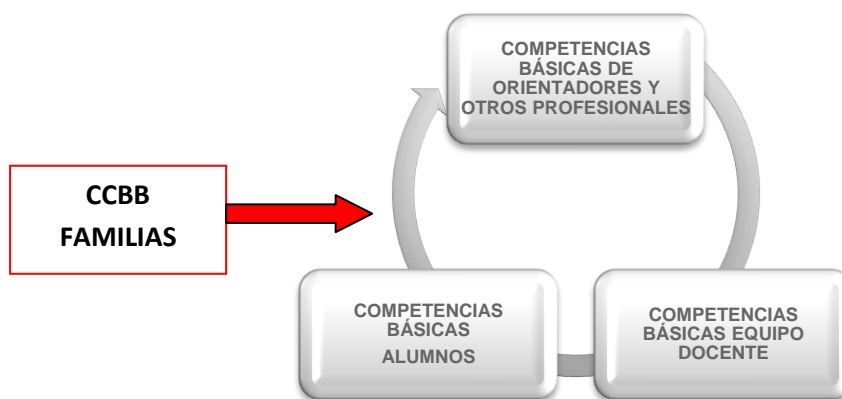 COMPETENCIAS
BÁSICAS DE
ORIENTADORES Y
OTROS PROFESIONALES
CCBB
FAMILIAS
COMPETENCIAS
BÁSICAS
ALUMNOS
COMPETENCIAS
BÁSICAS EQUIPO
DOCENTE